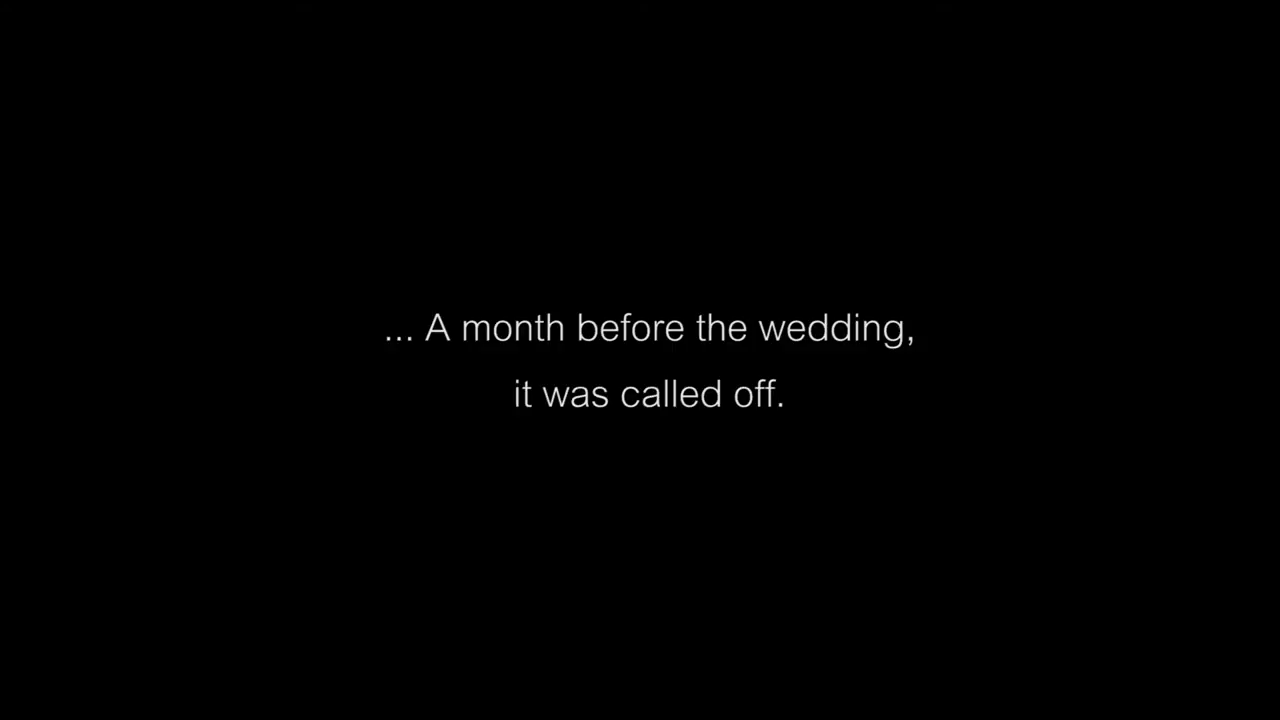 ... A month before the wedding,
it was called off.